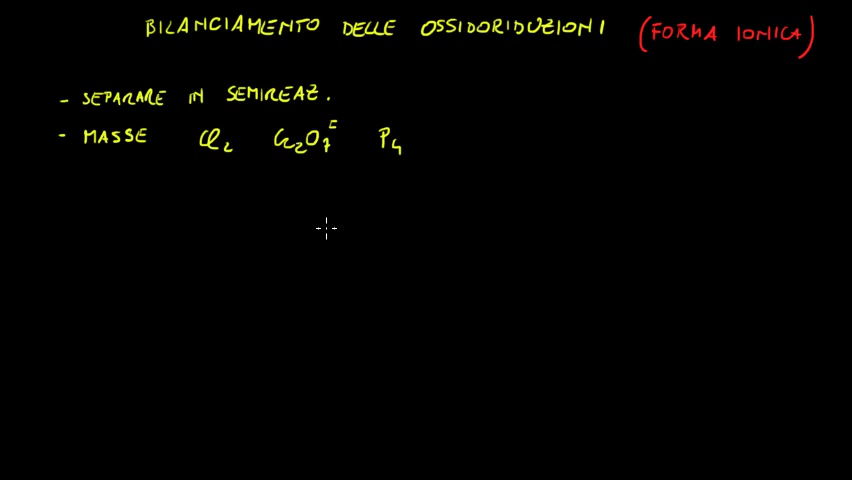 BILANCIAMENTO DELLE OSSIDORIDUZIONI (FORMA IONICA)
- SEPARARE IN SEMIREAZ.
- MASSE Cl₂ Cr₂O₇⁼ P₄